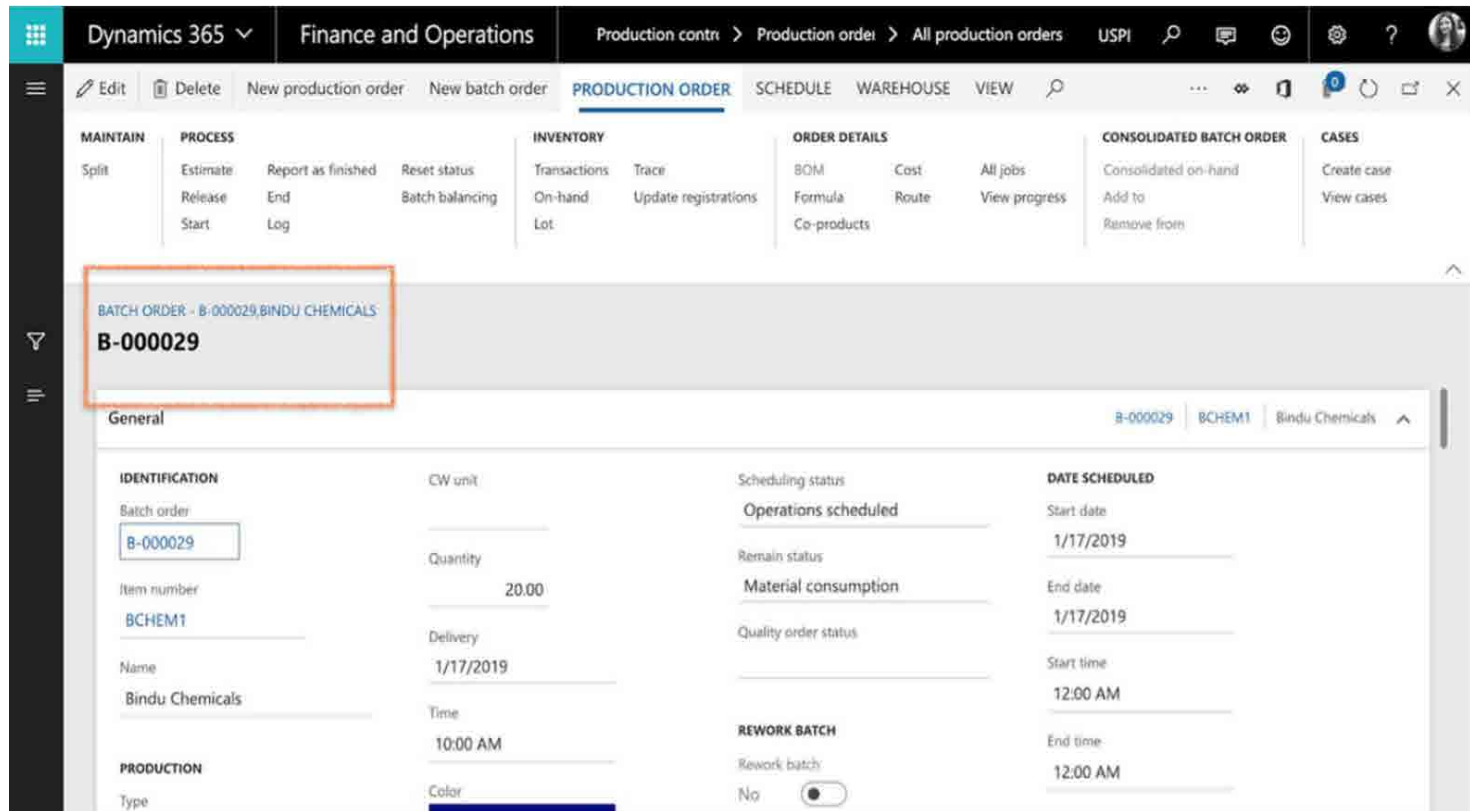 Dynamics 365 Finance and Operations Production contr > Production order > All production orders USPI ?
Edit Delete New production order New batch order PRODUCTION ORDER SCHEDULE WAREHOUSE VIEW ... 0
MAINTAIN PROCESS INVENTORY ORDER DETAILS CONSOLIDATED BATCH ORDER CASES
Split Estimate Report as finished Reset status Transactions Trace BOM Cost All jobs Consolidated on-hand Create case
Release End Batch balancing On-hand Update registrations Formula Route View progress Add to View cases
Start Log Lot Co-products Remove from
BATCH ORDER - B-000029,BINDU CHEMICALS
B-000029
General B-000029 BCHEM1 Bindu Chemicals
IDENTIFICATION
Batch order
B-000029
Item number
BCHEM1
Name
Bindu Chemicals
PRODUCTION
Type
CW unit
Quantity
20.00
Delivery
1/17/2019
Time
10:00 AM
Color
Scheduling status
Operations scheduled
Remain status
Material consumption
Quality order status
REWORK BATCH
Rework batch
No
DATE SCHEDULED
Start date
1/17/2019
End date
1/17/2019
Start time
12:00 AM
End time
12:00 AM